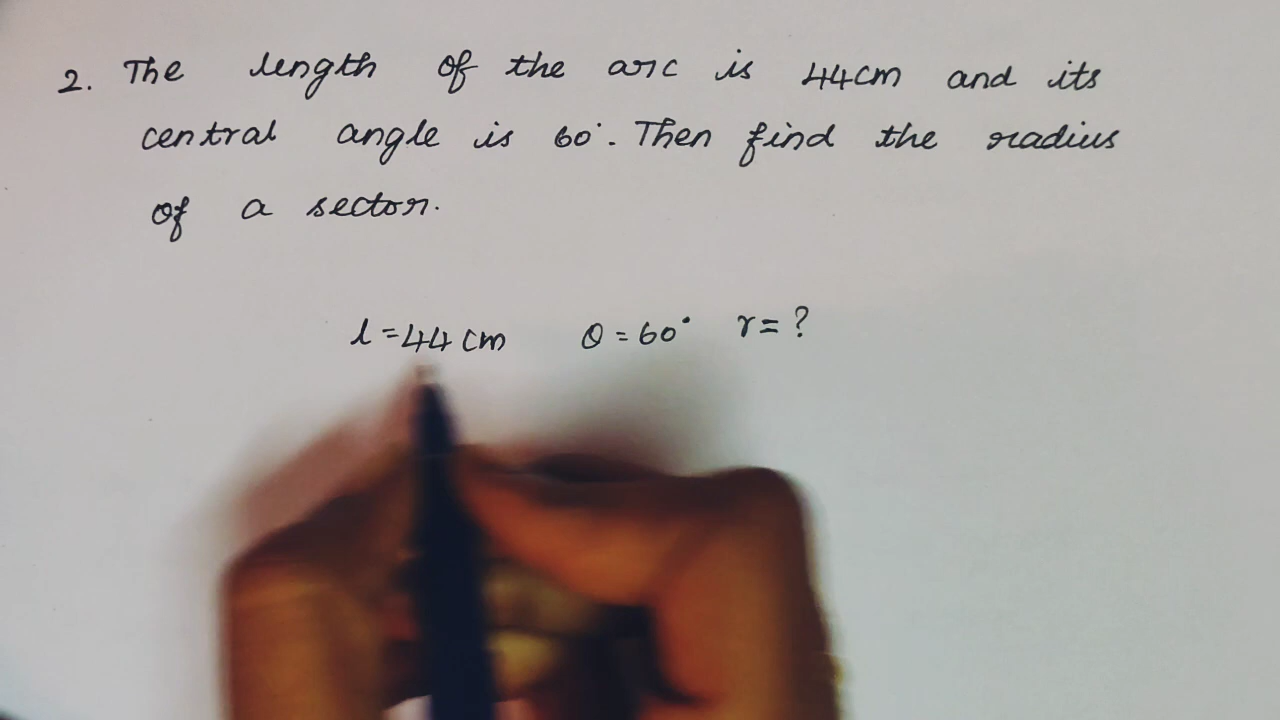 2. The length of the arc is 44cm and its
central angle is 60°. Then find the radius
of a sector.
l = 44 cm θ = 60° r = ?